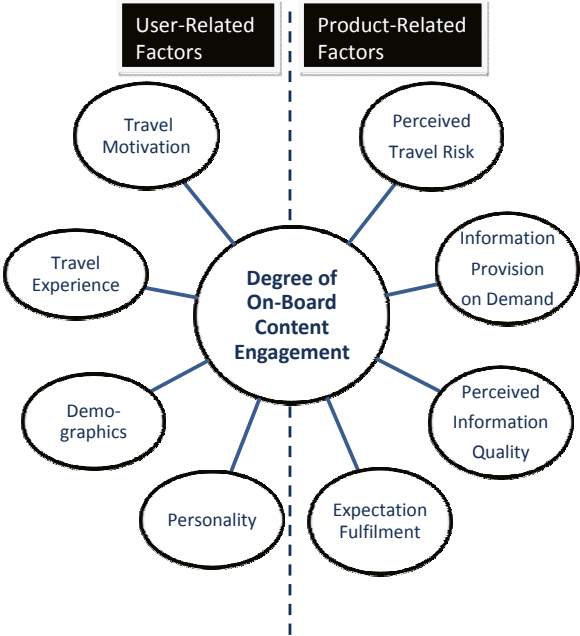 User-Related
Factors
Product-Related
Factors
Travel
Motivation
Perceived
Travel Risk
Travel
Experience
Information
Provision
on Demand
Degree of
On-Board
Content
Engagement
Demo-
graphics
Perceived
Information
Quality
Personality
Expectation
Fulfilment